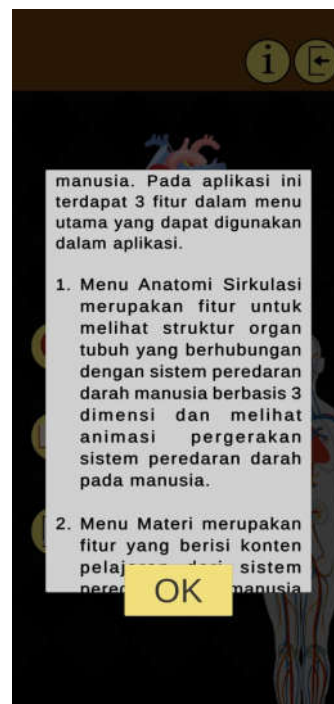 i
manusia. Pada aplikasi ini
terdapat 3 fitur dalam menu
utama yang dapat digunakan
dalam aplikasi.
1. Menu Anatomi Sirkulasi
merupakan fitur untuk
melihat struktur organ
tubuh yang berhubungan
dengan sistem peredaran
darah manusia berbasis 3
dimensi dan melihat
animasi pergerakan
sistem peredaran darah
pada manusia.
2. Menu Materi merupakan
fitur yang berisi konten
sistem
manusia
OK